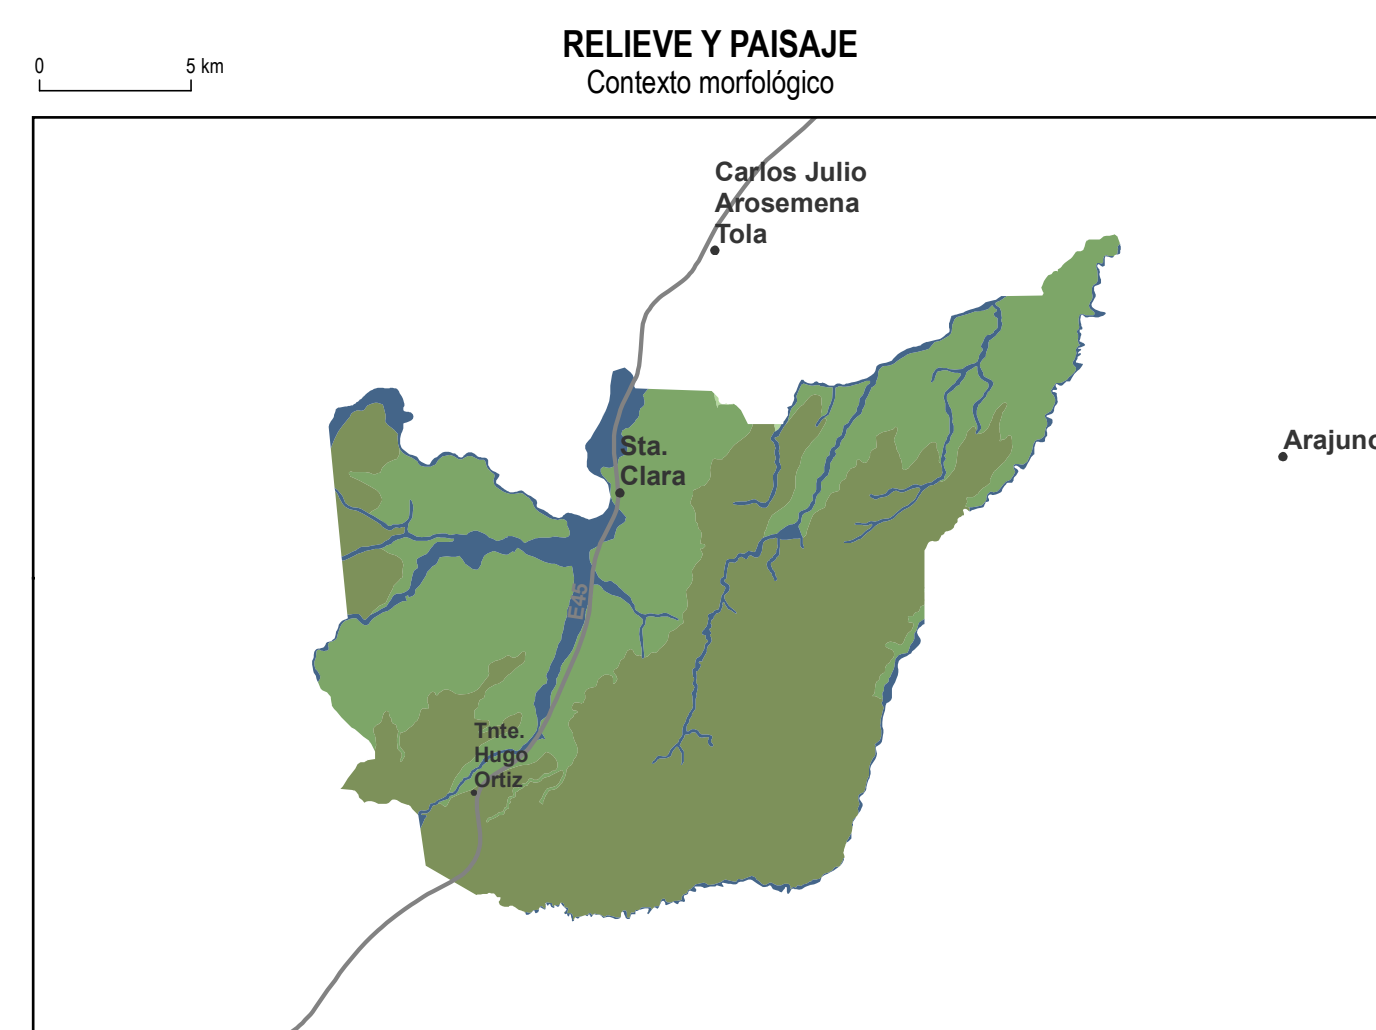 RELIEVE Y PAISAJE
Contexto morfológico
0 5 km
Carlos Julio
Arosemena
Tola
Arajuno
Sta.
Clara
E45
Tnte.
Hugo
Ortiz